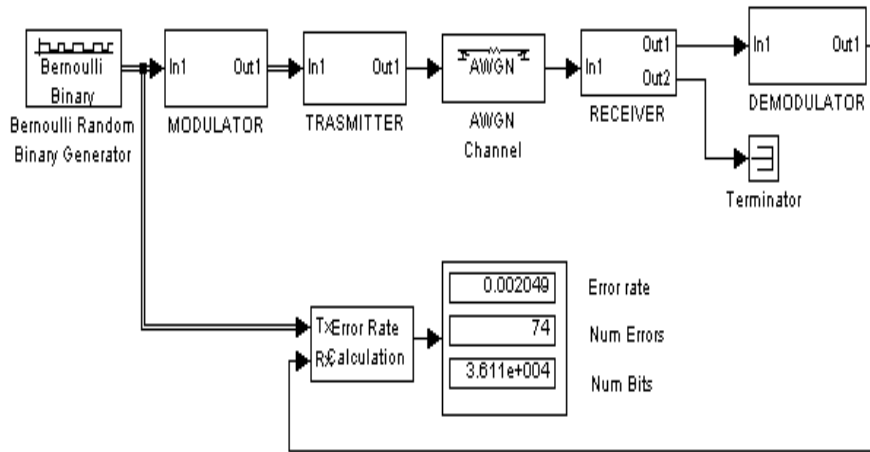 Bernoulli
Binary
Bernoulli Random
Binary Generator
In1 Out1
MODULATOR
In1 Out1
TRASMITTER
AWGN
AWGN
Channel
In1 Out1
Out2
RECEIVER
In1 Out1
DEMODULATOR
Terminator
Tx Error Rate
Rx Calculation
0.002049 Error rate
74 Num Errors
3.611e+004 Num Bits